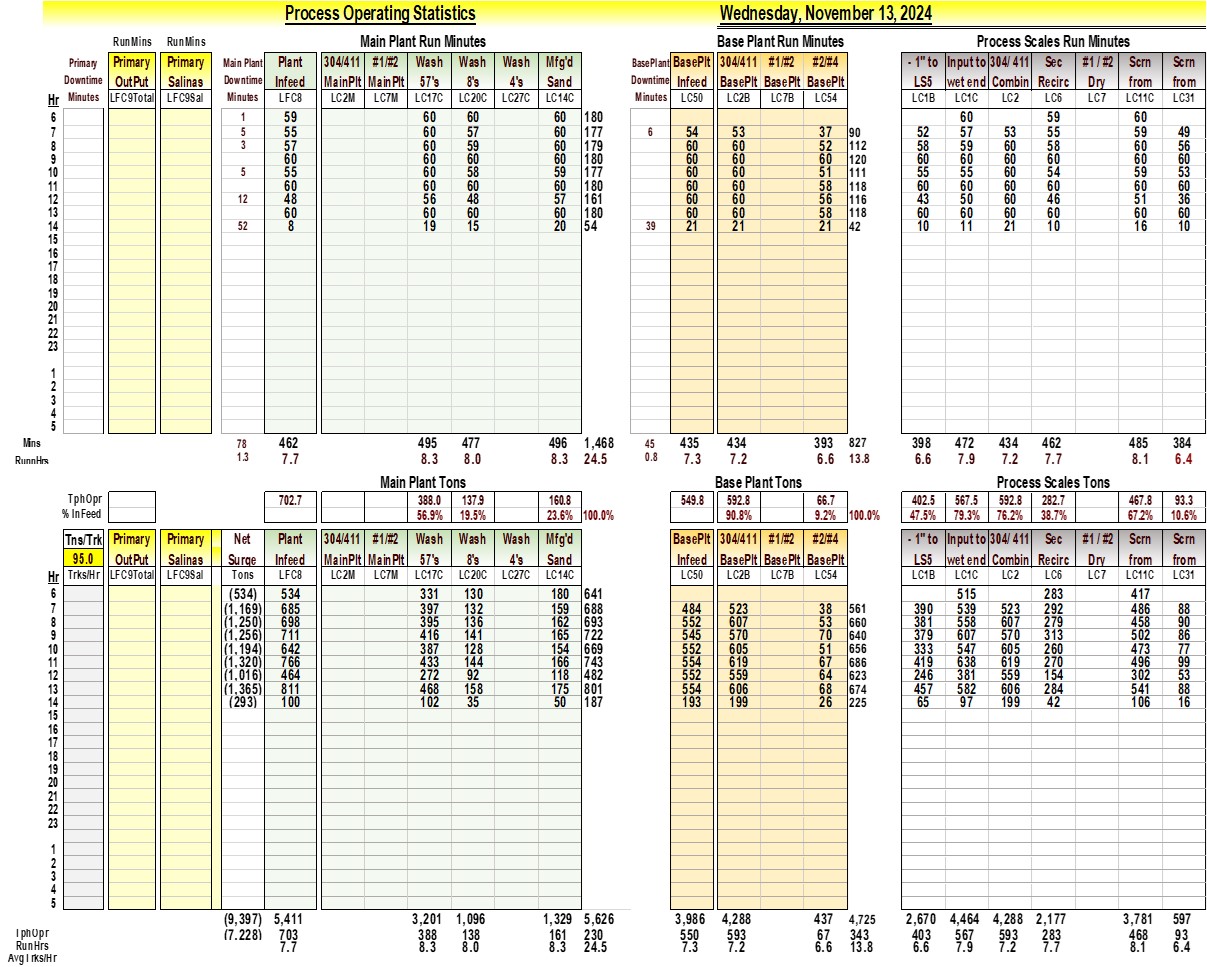 Process Operating Statistics Wednesday, November 13, 2024
RunMins RunMins Main Plant Run Minutes Base Plant Run Minutes Process Scales Run Minutes
Primary Primary Primary Main Plant Plant 304/411 #1/#2 Wash Wash Wash Mfg'd BasePlant BasePlt 304/411 #1/#2 #2/#4 - 1" to Input to 304/ 411 Sec #1 / #2 Scrn Scrn
Downtime OutPut Salinas Downtime Infeed MainPlt MainPlt 57's 8's 4's Sand Downtime Infeed BasePlt BasePlt BasePlt LS5 wet end Combin Recirc Dry from from
Hr Minutes LFC9Total LFC9Sal Minutes LFC8 LC2M LC7M LC17C LC20C LC27C LC14C Minutes LC50 LC2B LC7B LC54 LC1B LC1C LC2 LC6 LC7 LC11C LC31
6 1 59 60 60 60 180 60 59 60
7 5 55 60 57 60 177 6 54 53 37 90 52 57 53 55 59 49
8 3 57 60 59 60 179 60 60 52 112 58 59 60 58 60 56
9 60 60 60 60 180 60 60 60 120 60 60 60 60 60 60
10 5 55 60 58 59 177 60 60 51 111 55 55 60 54 59 53
11 60 60 60 60 180 60 60 58 118 60 60 60 60 60 60
12 12 48 56 48 57 161 60 60 56 116 43 50 60 46 51 36
13 60 60 60 60 180 60 60 58 118 60 60 60 60 60 60
14 52 8 19 15 20 54 39 21 21 21 42 10 11 21 10 16 10
15
16
17
18
19
20
21
22
23
1
2
3
4
5
Mins 78 462 495 477 496 1,468 45 435 434 393 827 398 472 434 462 485 384
RunnHrs 1.3 7.7 8.3 8.0 8.3 24.5 0.8 7.3 7.2 6.6 13.8 6.6 7.9 7.2 7.7 8.1 6.4
Main Plant Tons Base Plant Tons Process Scales Tons
TphOpr 702.7 388.0 137.9 160.8 549.8 592.8 66.7 402.5 567.5 592.8 282.7 467.8 93.3
% InFeed 56.9% 19.5% 23.6% 100.0% 90.8% 9.2% 100.0% 47.5% 79.3% 76.2% 38.7% 67.2% 10.6%
Tns/Trk Primary Primary Net Plant 304/411 #1/#2 Wash Wash Wash Mfg'd BasePlt 304/411 #1/#2 #2/#4 - 1" to Input to 304/ 411 Sec #1 / #2 Scrn Scrn
95.0 OutPut Salinas Surge Infeed MainPlt MainPlt 57's 8's 4's Sand Infeed BasePlt BasePlt BasePlt LS5 wet end Combin Recirc Dry from from
Hr Trks/Hr LFC9Total LFC9Sal Tons LFC8 LC2M LC7M LC17C LC20C LC27C LC14C LC50 LC2B LC7B LC54 LC1B LC1C LC2 LC6 LC7 LC11C LC31
6 (534) 534 331 130 180 641 515 283 417
7 (1,169) 685 397 132 159 688 484 523 38 561 390 539 523 292 486 88
8 (1,250) 698 395 136 162 693 552 607 53 660 381 558 607 279 458 90
9 (1,256) 711 416 141 165 722 545 570 70 640 379 607 570 313 502 86
10 (1,194) 642 387 128 154 669 552 605 51 656 333 547 605 260 473 77
11 (1,320) 766 433 144 166 743 554 619 67 686 419 638 619 270 496 99
12 (1,016) 464 272 92 118 482 552 559 64 623 246 381 559 154 302 53
13 (1,365) 811 468 158 175 801 554 606 68 674 457 582 606 284 541 88
14 (293) 100 102 35 50 187 193 199 26 225 65 97 199 42 106 16
15
16
17
18
19
20
21
22
23
1
2
3
4
5
(9,397) 5,411 3,201 1,096 1,329 5,626 3,986 4,288 437 4,725 2,670 4,464 4,288 2,177 3,781 597
TphOpr (7,228) 703 388 138 161 230 550 593 67 343 403 567 593 283 468 93
RunHrs 7.7 8.3 8.0 8.3 24.5 7.3 7.2 6.6 13.8 6.6 7.9 7.2 7.7 8.1 6.4
Avg Trks/Hr